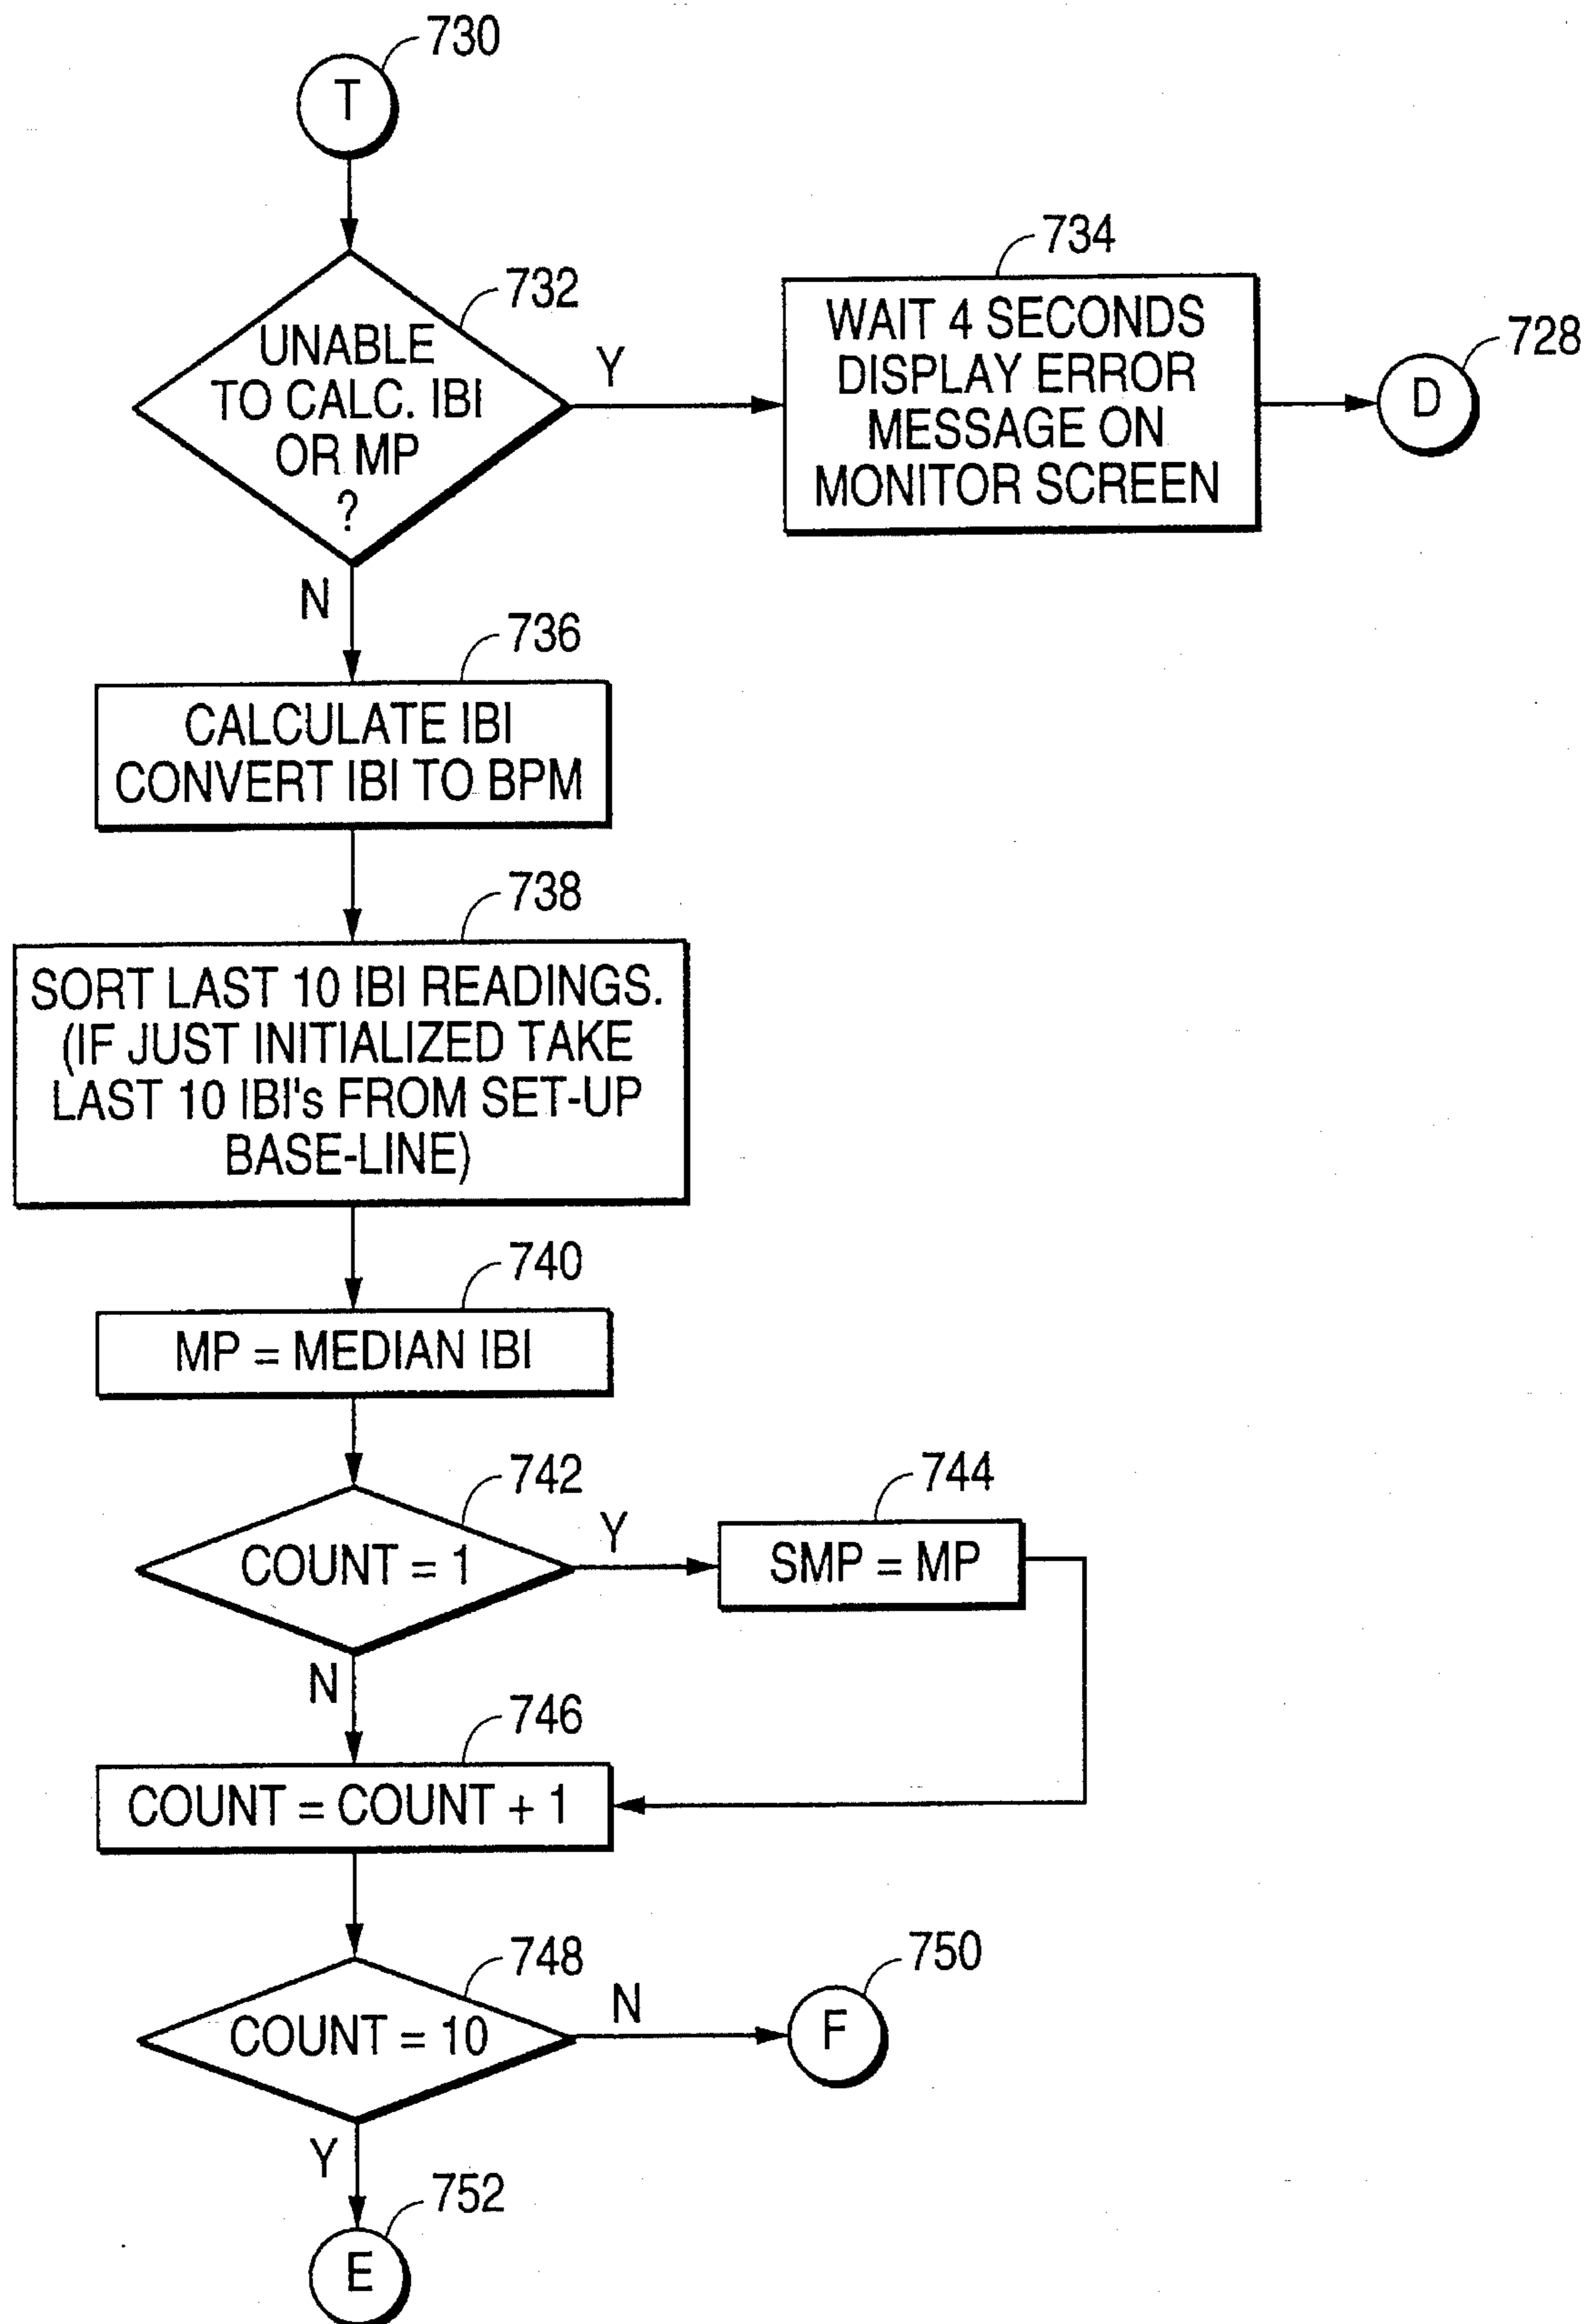 730
T
732
UNABLE
TO CALC. IBI
OR MP
?
Y
734
WAIT 4 SECONDS
DISPLAY ERROR
MESSAGE ON
MONITOR SCREEN
728
D
N
736
CALCULATE IBI
CONVERT IBI TO BPM
738
SORT LAST 10 IBI READINGS.
(IF JUST INITIALIZED TAKE
LAST 10 IBI's FROM SET-UP
BASE-LINE)
740
MP = MEDIAN IBI
742
COUNT = 1
Y
744
SMP = MP
N
746
COUNT = COUNT + 1
748
COUNT = 10
N
750
F
Y
752
E